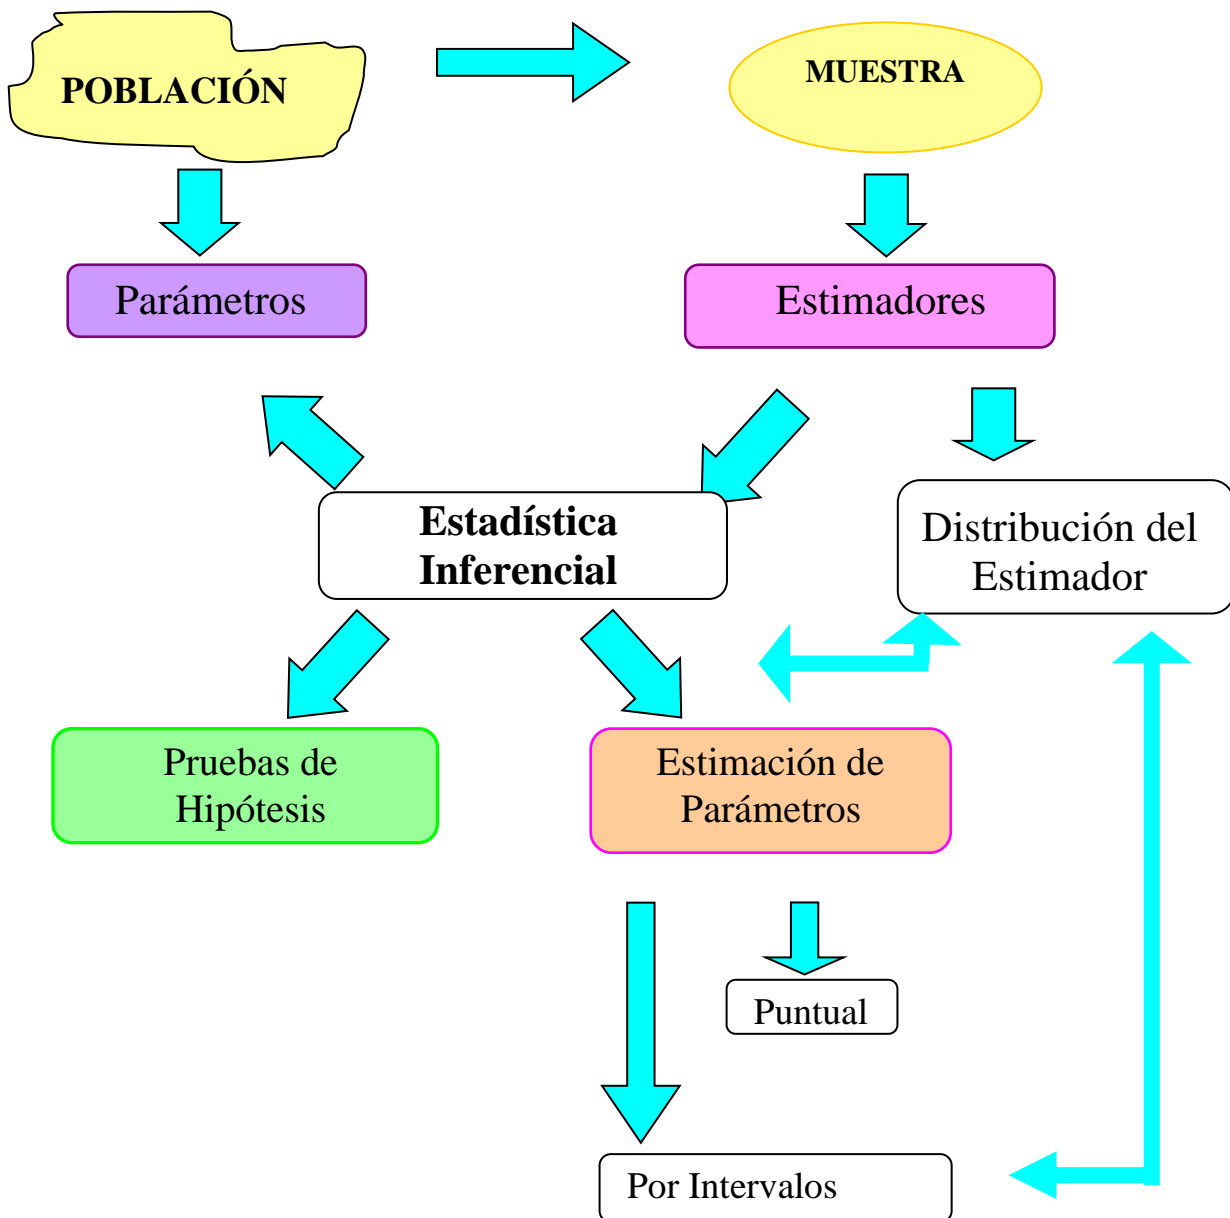 POBLACIÓN
MUESTRA
Parámetros
Estimadores
Estadística
Inferencial
Distribución del
Estimador
Pruebas de
Hipótesis
Estimación de
Parámetros
Puntual
Por Intervalos